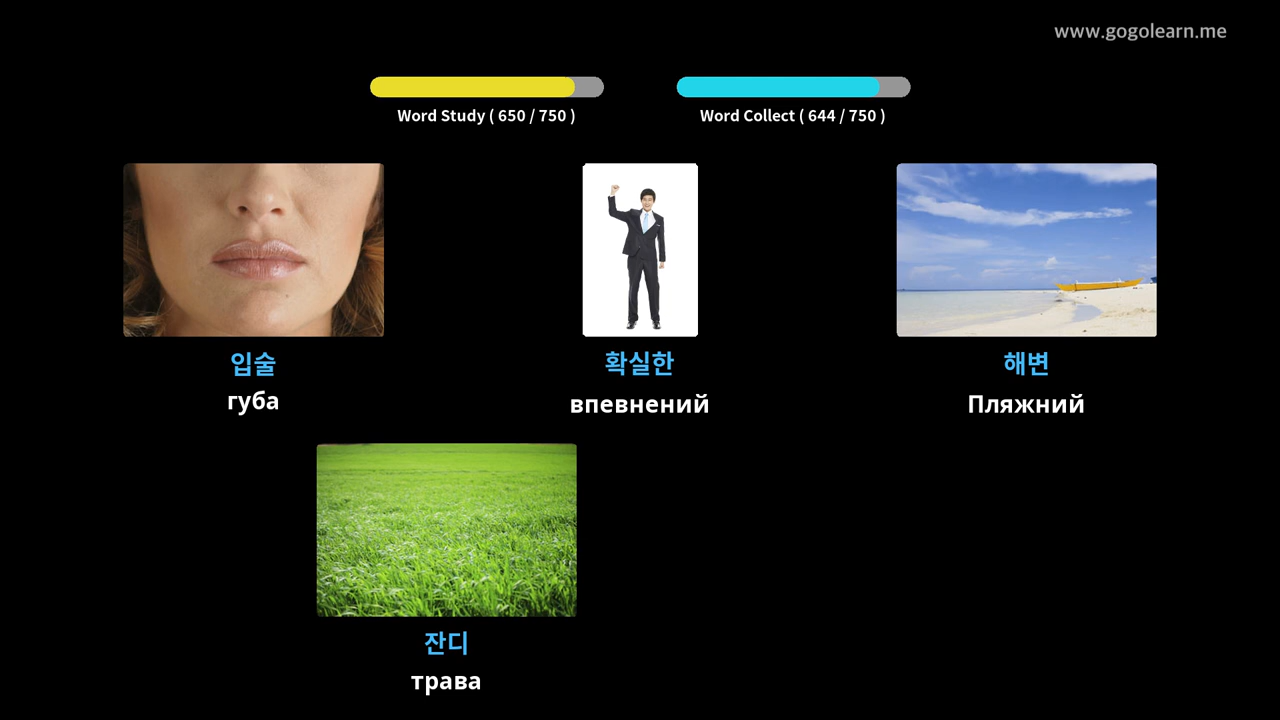 www.gogolearn.me
Word Study ( 650 / 750 )
Word Collect ( 644 / 750 )
입술
확실한
해변
губа
впевнений
Пляжний
잔디
трава